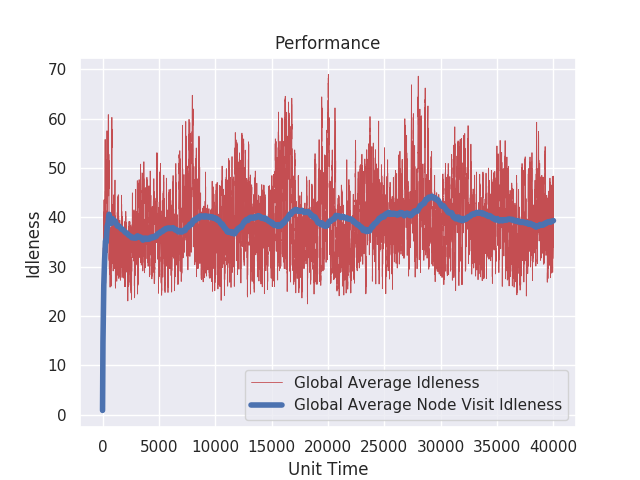 Performance
70
60
50
40
30
20
10
0
Idleness
0 5000 10000 15000 20000 25000 30000 35000 40000
Unit Time
Global Average Idleness
Global Average Node Visit Idleness